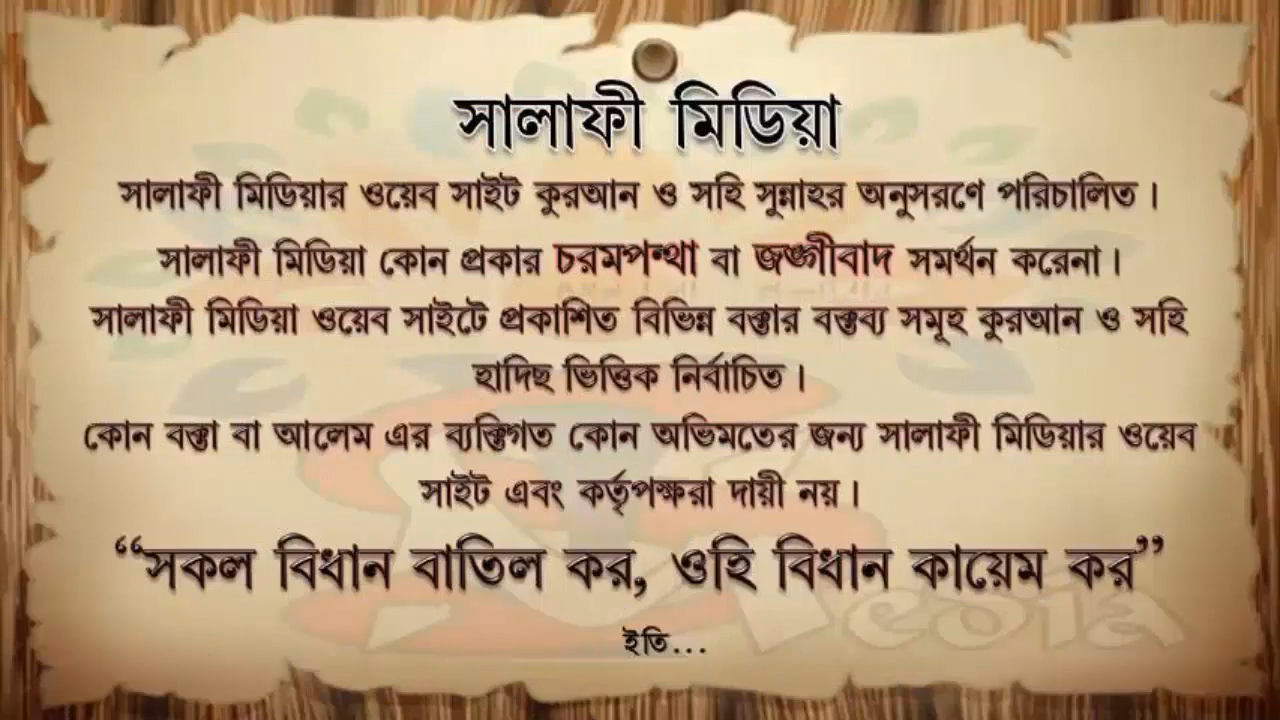 সালাফী মিডিয়া
সালাফী মিডিয়ার ওয়েব সাইট কুরআন ও সহি সুন্নাহর অনুসরণে পরিচালিত।
সালাফী মিডিয়া কোন প্রকার চরমপন্থা বা জঙ্গীবাদ সমর্থন করেনা।
সালাফী মিডিয়া ওয়েব সাইটে প্রকাশিত বিভিন্ন বক্তার বক্তব্য সমূহ কুরআন ও সহি
হাদিছ ভিত্তিক নির্বাচিত।
কোন বক্তা বা আলেম এর ব্যক্তিগত কোন অভিমতের জন্য সালাফী মিডিয়ার ওয়েব
সাইট এবং কর্তৃপক্ষরা দায়ী নয়।
“সকল বিধান বাতিল কর, ওহি বিধান কায়েম কর”
ইতি...